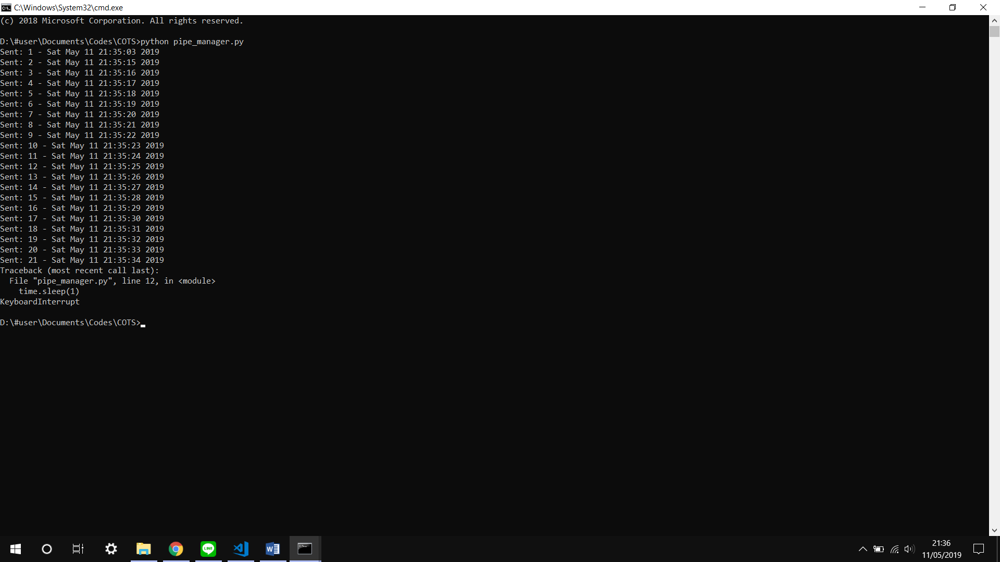 C:\Windows\System32\cmd.exe
(c) 2018 Microsoft Corporation. All rights reserved.
D:\#user\Documents\Codes\COTS>python pipe_manager.py
Sent: 1 - Sat May 11 21:35:03 2019
Sent: 2 - Sat May 11 21:35:15 2019
Sent: 3 - Sat May 11 21:35:16 2019
Sent: 4 - Sat May 11 21:35:17 2019
Sent: 5 - Sat May 11 21:35:18 2019
Sent: 6 - Sat May 11 21:35:19 2019
Sent: 7 - Sat May 11 21:35:20 2019
Sent: 8 - Sat May 11 21:35:21 2019
Sent: 9 - Sat May 11 21:35:22 2019
Sent: 10 - Sat May 11 21:35:23 2019
Sent: 11 - Sat May 11 21:35:24 2019
Sent: 12 - Sat May 11 21:35:25 2019
Sent: 13 - Sat May 11 21:35:26 2019
Sent: 14 - Sat May 11 21:35:27 2019
Sent: 15 - Sat May 11 21:35:28 2019
Sent: 16 - Sat May 11 21:35:29 2019
Sent: 17 - Sat May 11 21:35:30 2019
Sent: 18 - Sat May 11 21:35:31 2019
Sent: 19 - Sat May 11 21:35:32 2019
Sent: 20 - Sat May 11 21:35:33 2019
Sent: 21 - Sat May 11 21:35:34 2019
Traceback (most recent call last):
  File "pipe_manager.py", line 12, in <module>
    time.sleep(1)
KeyboardInterrupt
D:\#user\Documents\Codes\COTS>
LINE
21:36
11/05/2019